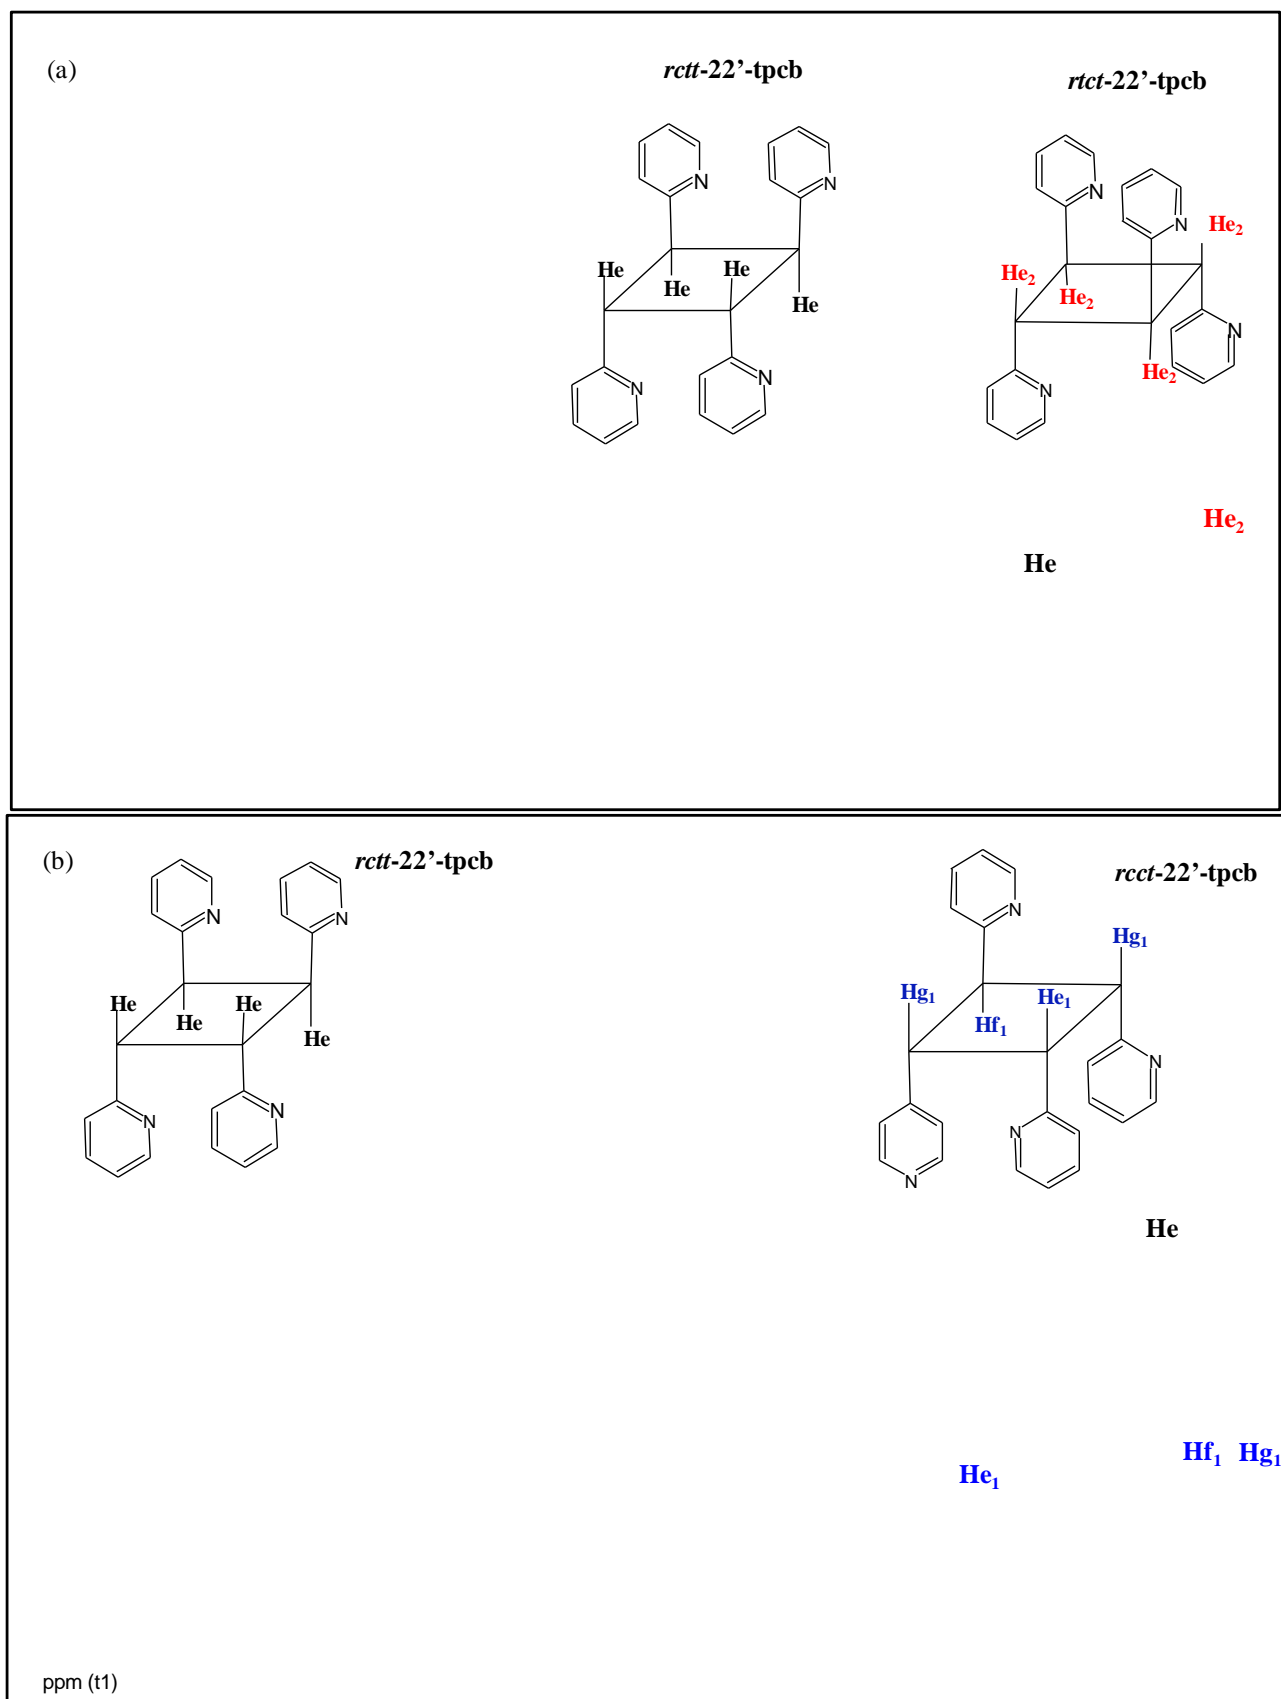 (a)
rctt-22’-tpcb
rtct-22’-tpcb
N
N
N
N
He₂
He
He
He
He
He₂
He₂
He₂
N
N
N
N
He₂
He
(b)
rctt-22’-tpcb
rcct-22’-tpcb
N
N
N
Hg₁
He
He
He
He
Hg₁
He₁
Hf₁
N
N
N
N
N
He
Hf₁ Hg₁
He₁
ppm (t1)